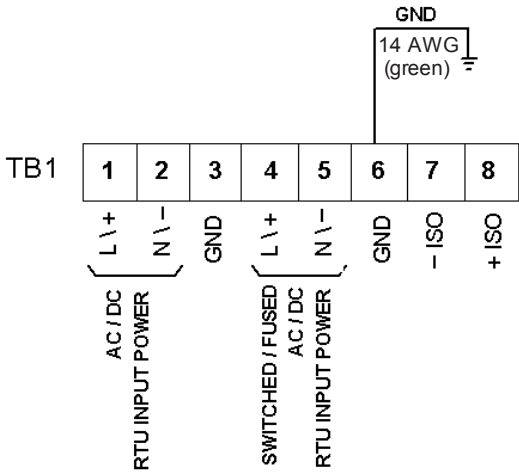 GND
14 AWG
(green)
TB1 1 2 3 4 5 6 7 8
L \ +
N \ −
GND
L \ +
N \ −
GND
− ISO
+ ISO
AC / DC
RTU INPUT POWER
SWITCHED / FUSED
AC / DC
RTU INPUT POWER